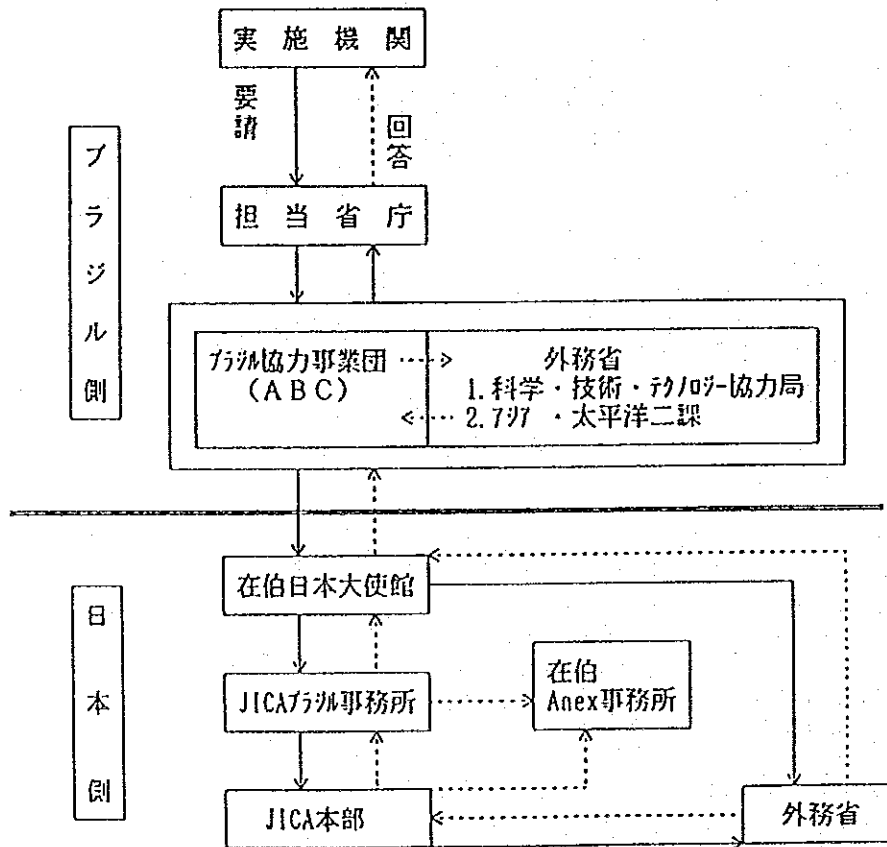 実施機関
要請
回答
ブラジル側
担当省庁
ブラジル協力事業団
(ABC)
外務省
1.科学・技術・テクノロジー協力局
2.アジア・太平洋二課
在伯日本大使館
日本側
JICAブラジル事務所
在伯
Anex事務所
JICA本部
外務省